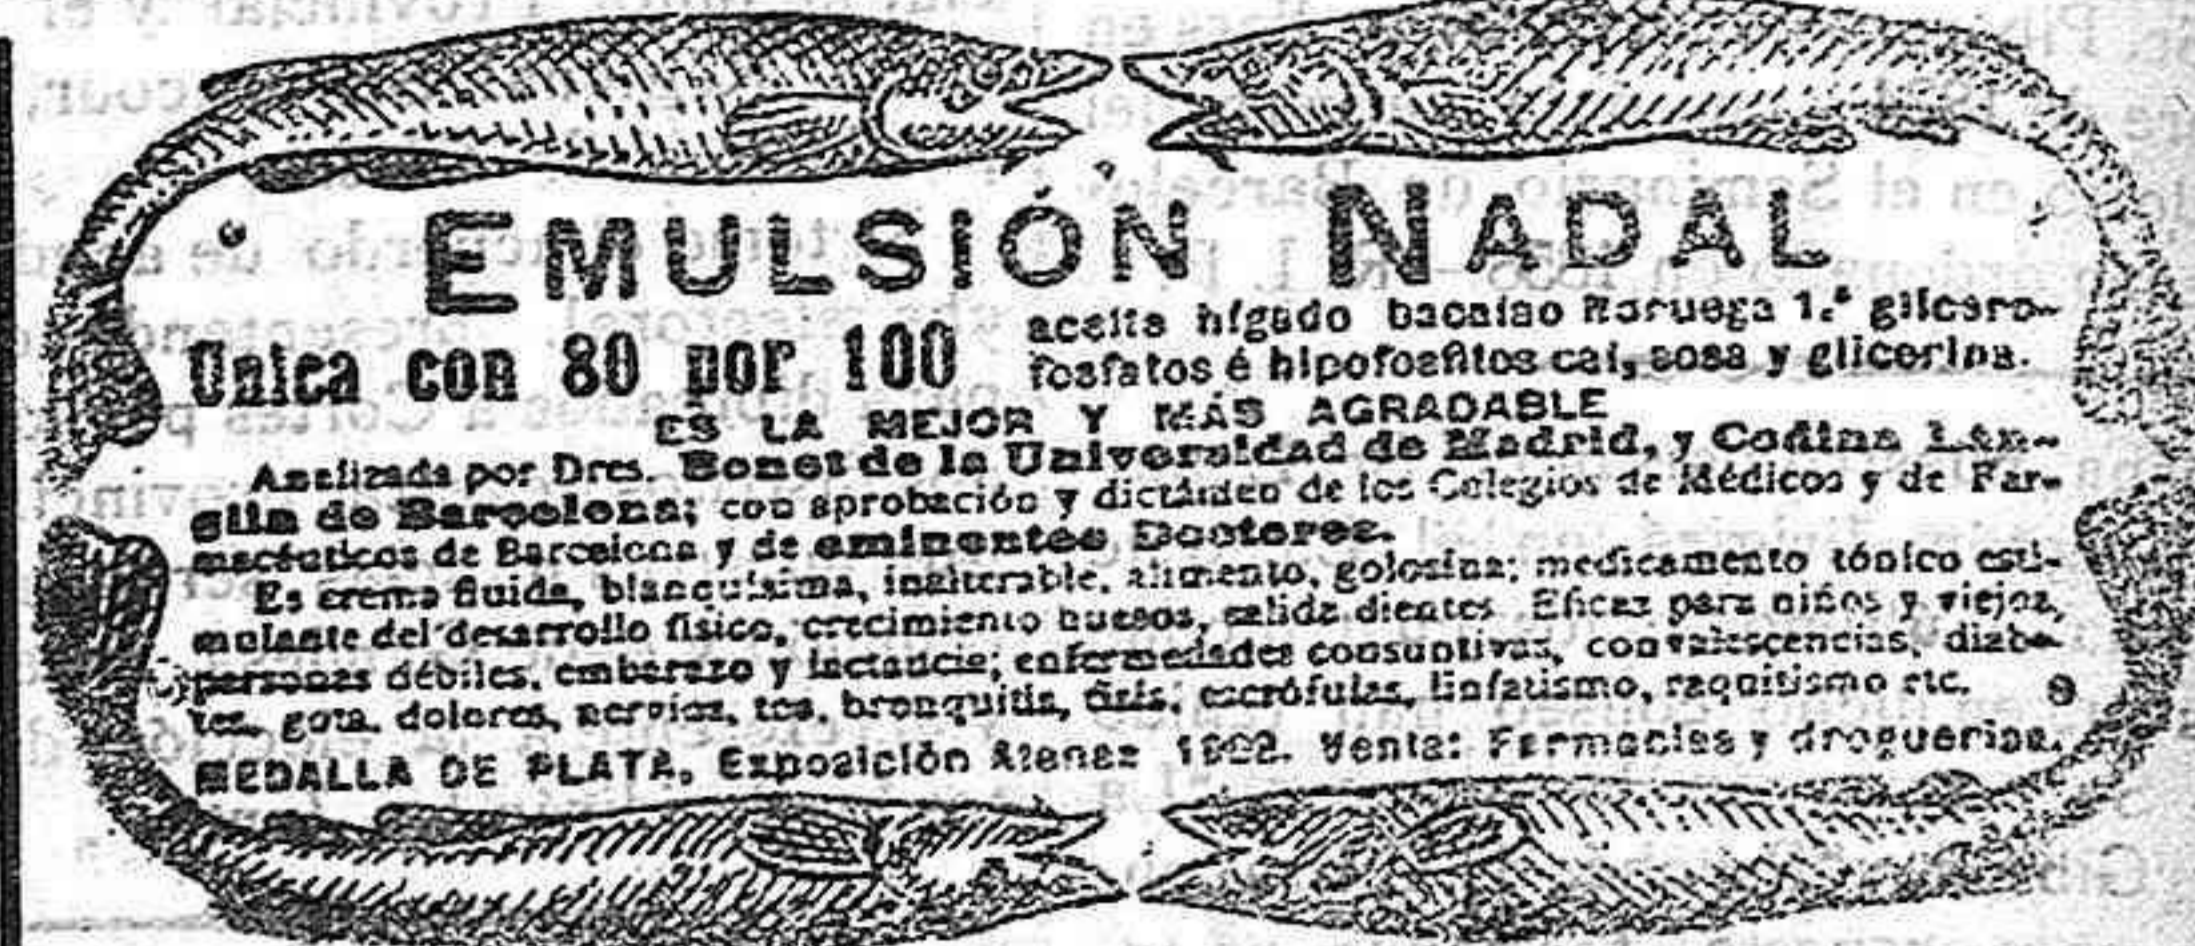 EMULSIÓN NADAL
Única con 80 por 100 aceite hígado bacalao Noruega 1.ª glicero-
fosfatos é hipofosfitos cal, sosa y glicerina.
ES LA MEJOR Y MÁS AGRADABLE
Analizada por Dres. Bonet de la Universidad de Madrid, y Codina Län-
glin de Barcelona; con aprobación y dictámen de los Colegios de Médicos y de Far-
macéuticos de Barcelona y de eminentes Doctores.
Es crema fluida, blanquísima, inalterable, alimento, golosina; medicamento tónico esti-
mulante del desarrollo físico, crecimiento huesos, salida dientes. Eficaz para niños y viejos,
personas débiles, embarazo y lactancia; enfermedades consuntivas, convalescencias, diabe-
tes, gota, dolores, nervios, tos, bronquitis, tisis, escrófulas, linfatismo, raquitismo etc.
MEDALLA DE PLATA, Exposición Atenas Venta: Farmacias y droguerías.